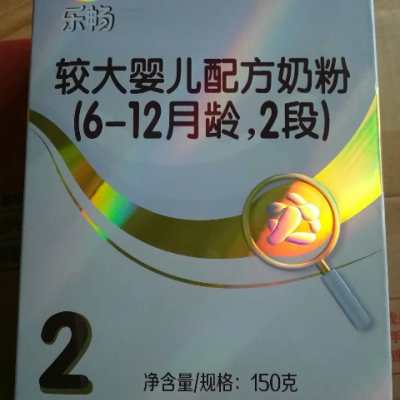 乐畅
较大婴儿配方奶粉
(6-12月龄,2段)
2
净含量/规格: 150克